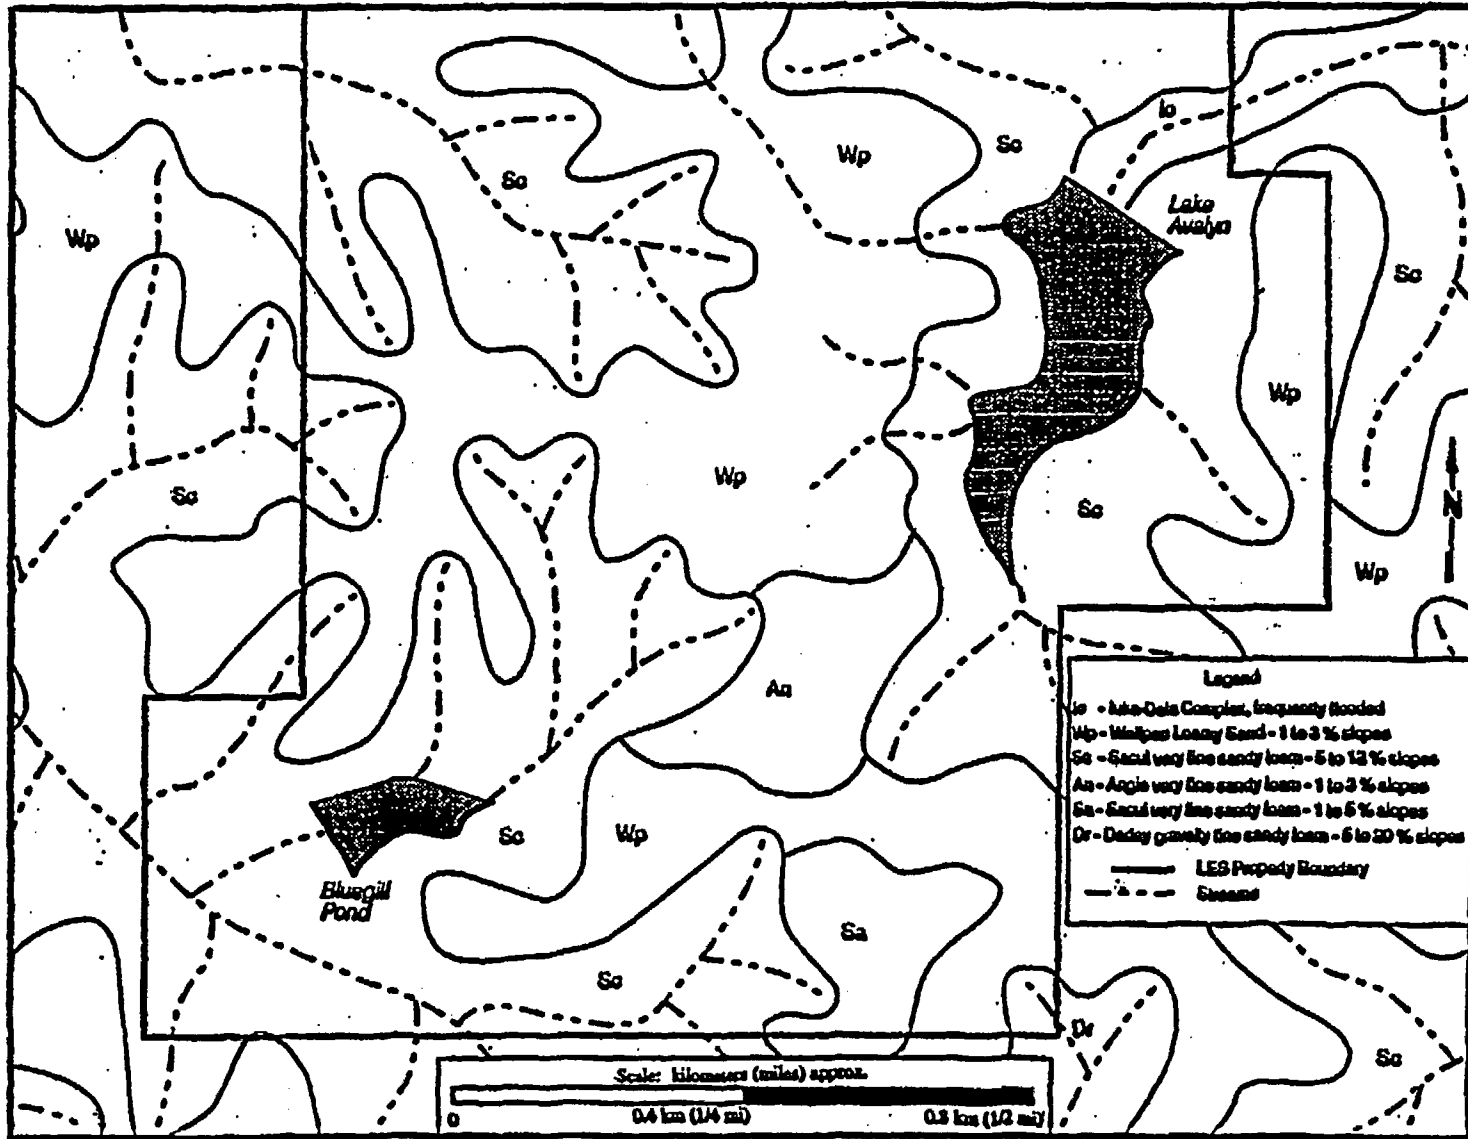 Io
Wp
Sc
Sc
Lake
Avalyn
Wp
Sc
Wp
Wp
Sc
Sc
Wp
N
An
Legend
Io - Iuka-Dela Complex, frequently flooded
Wp - Wolfpen Loamy Sand - 1 to 3 % slopes
Sc - Sacul very fine sandy loam - 5 to 12 % slopes
An - Angie very fine sandy loam - 1 to 3 % slopes
Sa - Sacul very fine sandy loam - 1 to 5 % slopes
Dr - Darley gravelly fine sandy loam - 5 to 20 % slopes
LES Property Boundary
Streams
Sc
Wp
Bluegill
Pond
Sa
Sc
Dr
Sc
Scale: kilometers (miles) approx.
0
0.4 km (1/4 mi)
0.8 km (1/2 mi)